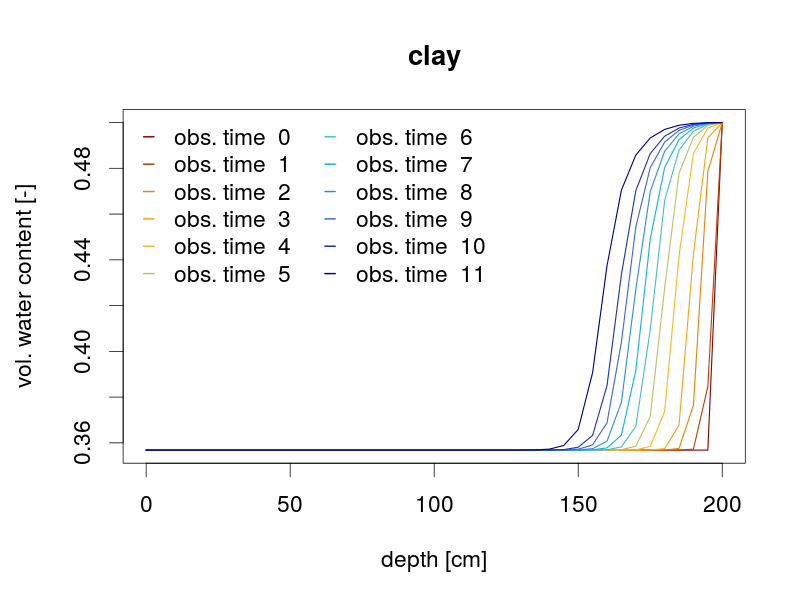 clay
obs. time 0
obs. time 1
obs. time 2
obs. time 3
obs. time 4
obs. time 5
obs. time 6
obs. time 7
obs. time 8
obs. time 9
obs. time 10
obs. time 11
vol. water content [-]
0.48
0.44
0.40
0.36
0 50 100 150 200
depth [cm]